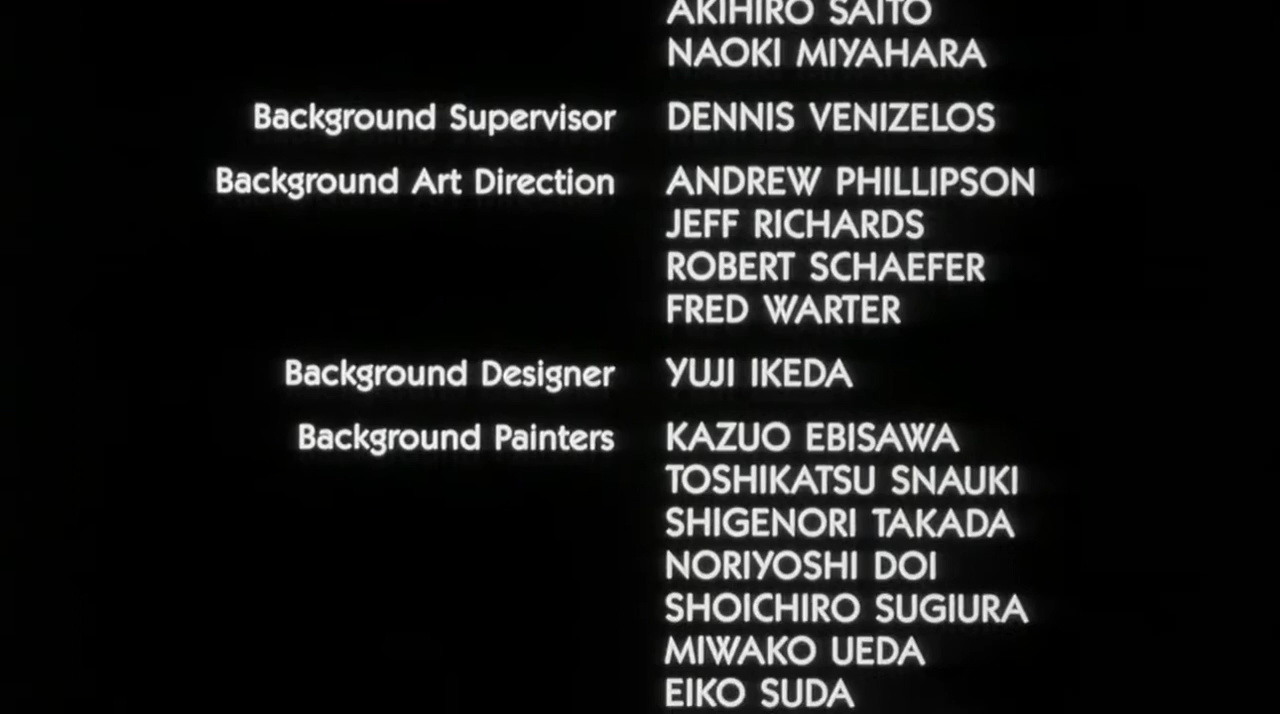 AKIHIRO SAITO
NAOKI MIYAHARA
Background Supervisor DENNIS VENIZELOS
Background Art Direction ANDREW PHILLIPSON
JEFF RICHARDS
ROBERT SCHAEFER
FRED WARTER
Background Designer YUJI IKEDA
Background Painters KAZUO EBISAWA
TOSHIKATSU SNAUKI
SHIGENORI TAKADA
NORIYOSHI DOI
SHOICHIRO SUGIURA
MIWAKO UEDA
EIKO SUDA